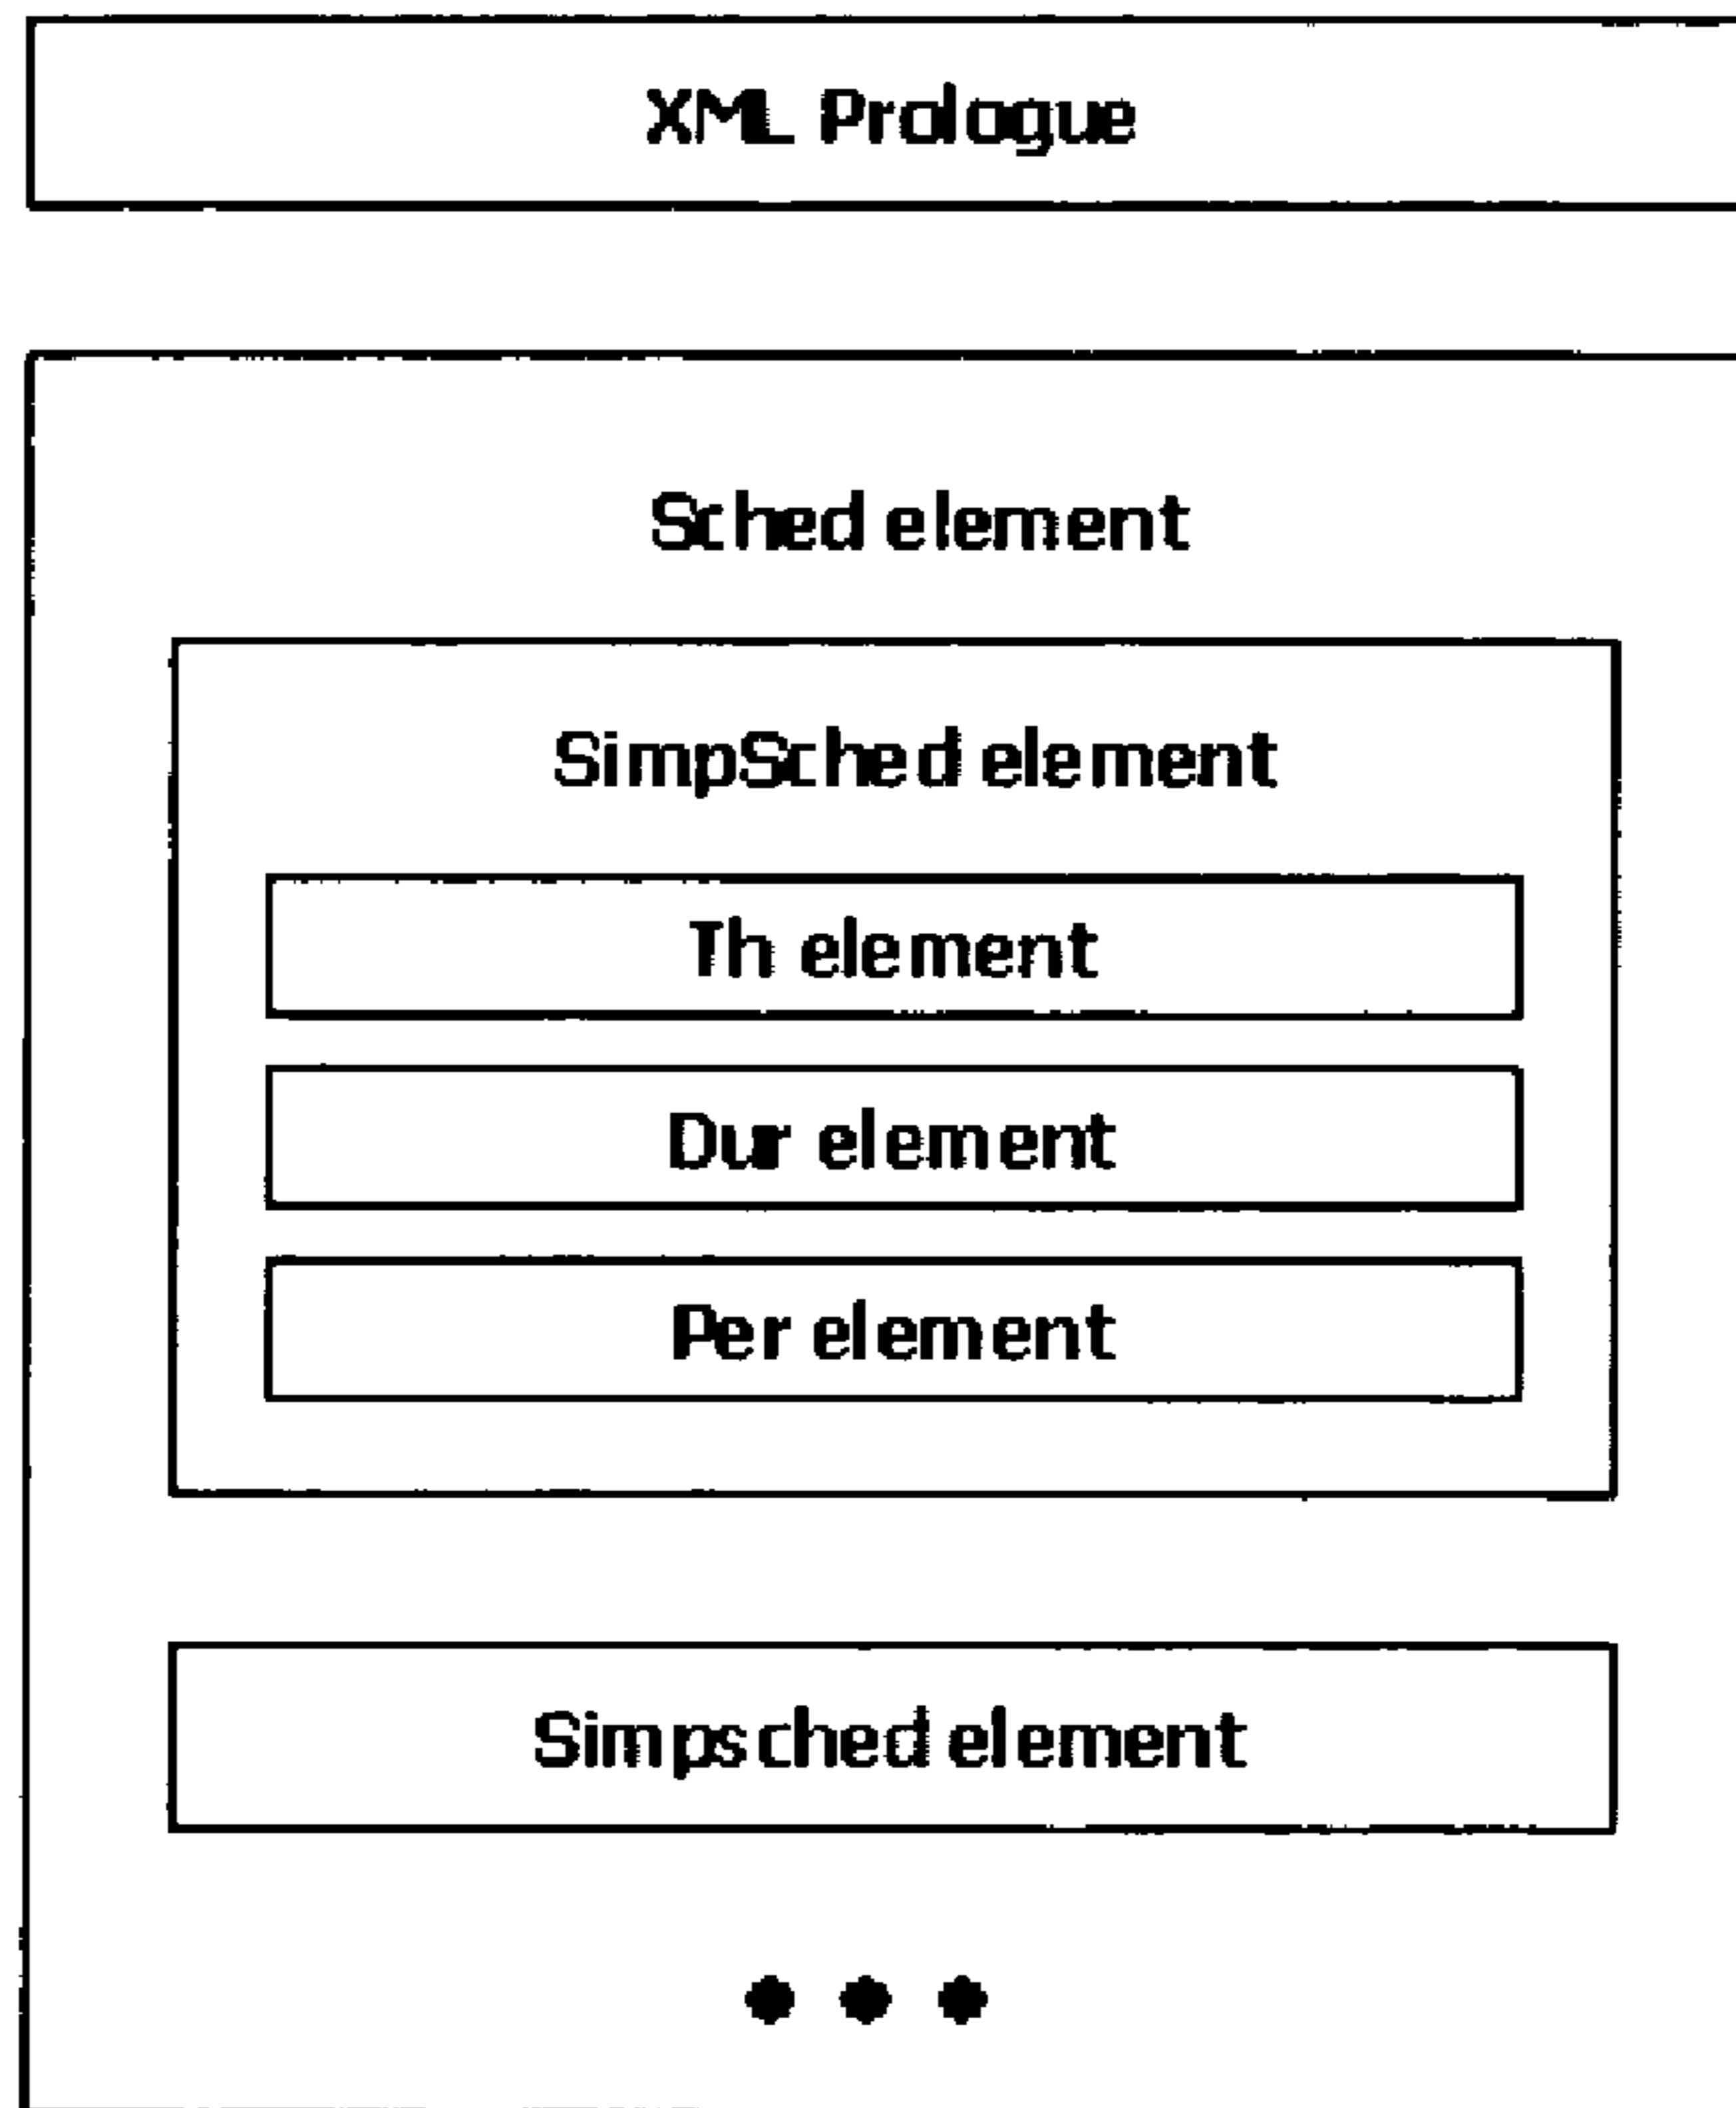 XML Prologue
Sched element
SimpSched element
Th element
Dur element
Per element
Simpsched element